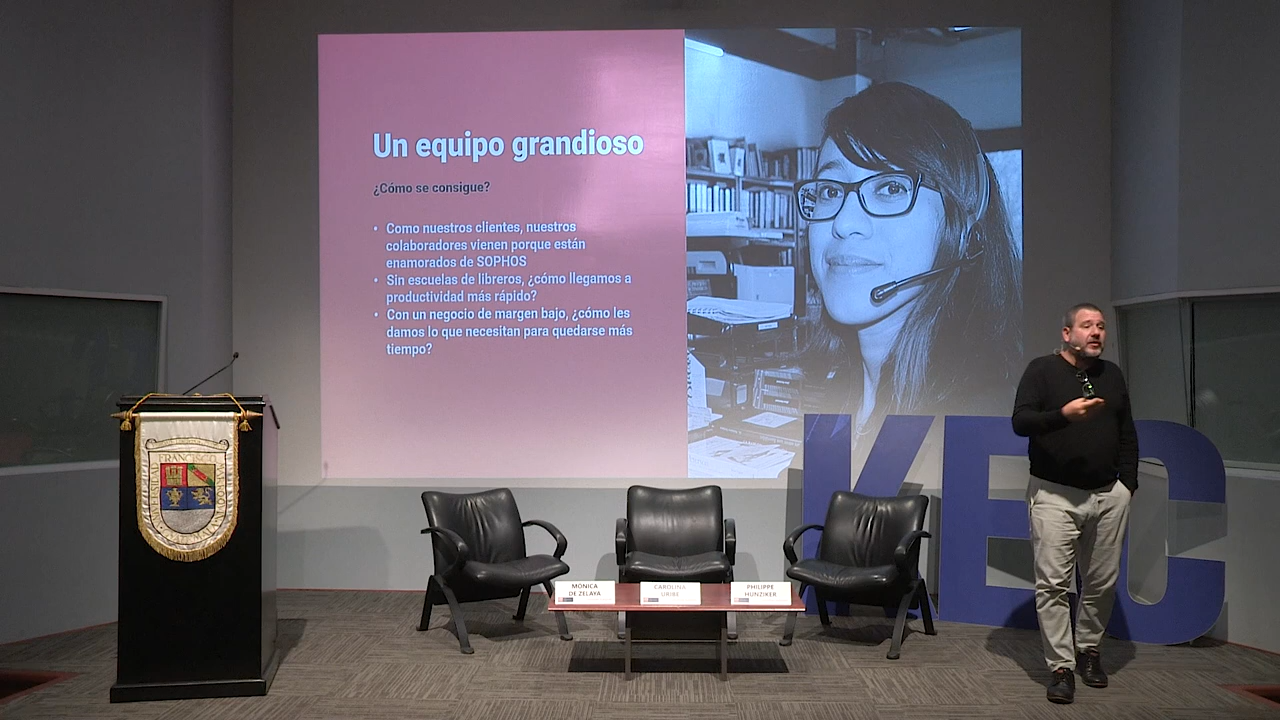 Un equipo grandioso
¿Cómo se consigue?
• Como nuestros clientes, nuestros
colaboradores vienen porque están
enamorados de SOPHOS
• Sin escuelas de libreros, ¿cómo llegamos a
productividad más rápido?
• Con un negocio de margen bajo, ¿cómo les
damos lo que necesitan para quedarse más
tiempo?
KEC
FRANCISCO
MONICA
DE ZELAYA
CAROLINA
URIBE
PHILIPPE
HUNZIKER